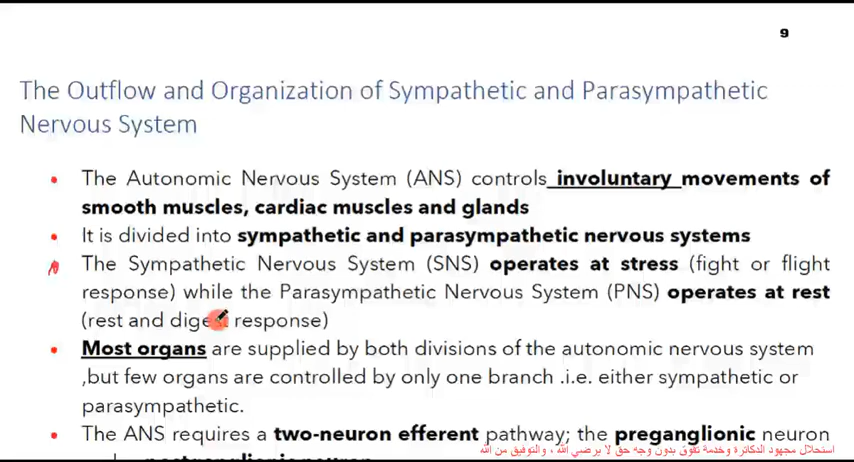 9
The Outflow and Organization of Sympathetic and Parasympathetic
Nervous System
• The Autonomic Nervous System (ANS) controls involuntary movements of
smooth muscles, cardiac muscles and glands
• It is divided into sympathetic and parasympathetic nervous systems
The Sympathetic Nervous System (SNS) operates at stress (fight or flight
response) while the Parasympathetic Nervous System (PNS) operates at rest
(rest and digest response)
• Most organs are supplied by both divisions of the autonomic nervous system
,but few organs are controlled by only one branch .i.e. either sympathetic or
parasympathetic.
• The ANS requires a two-neuron efferent pathway; the preganglionic neuron
استحلال مجهود الدكاترة وخدمة تفوق بدون وجه حق لا يرضي الله ، والتوفيق من الله